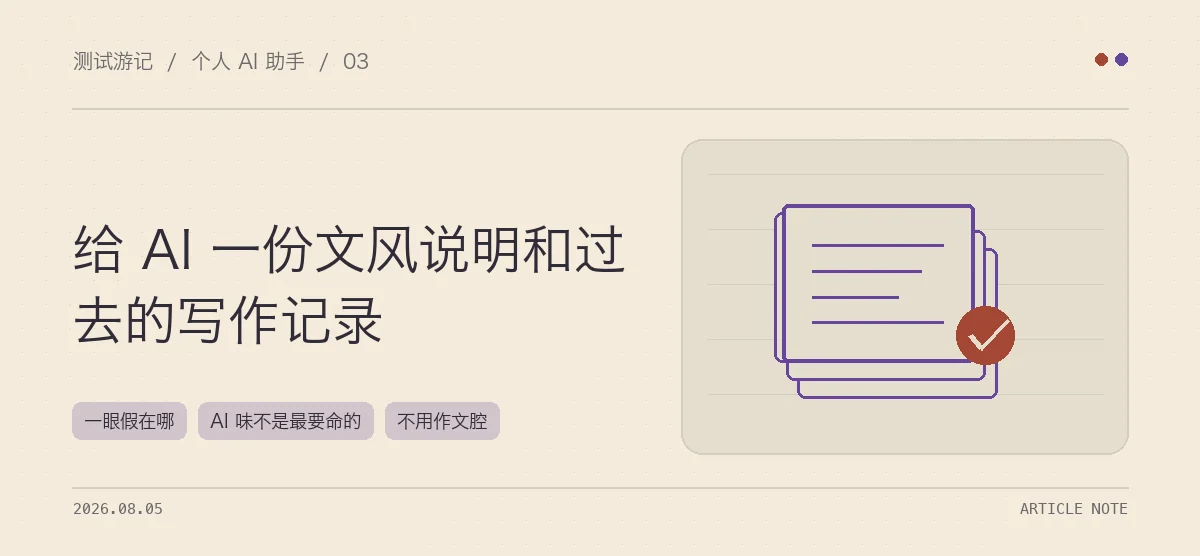 测试游记 / 个人 AI 助手 / 03
给 AI 一份文风说明和过
去的写作记录
一眼假在哪 AI 味不是最要命的 不用作文腔
2026.08.05 ARTICLE NOTE